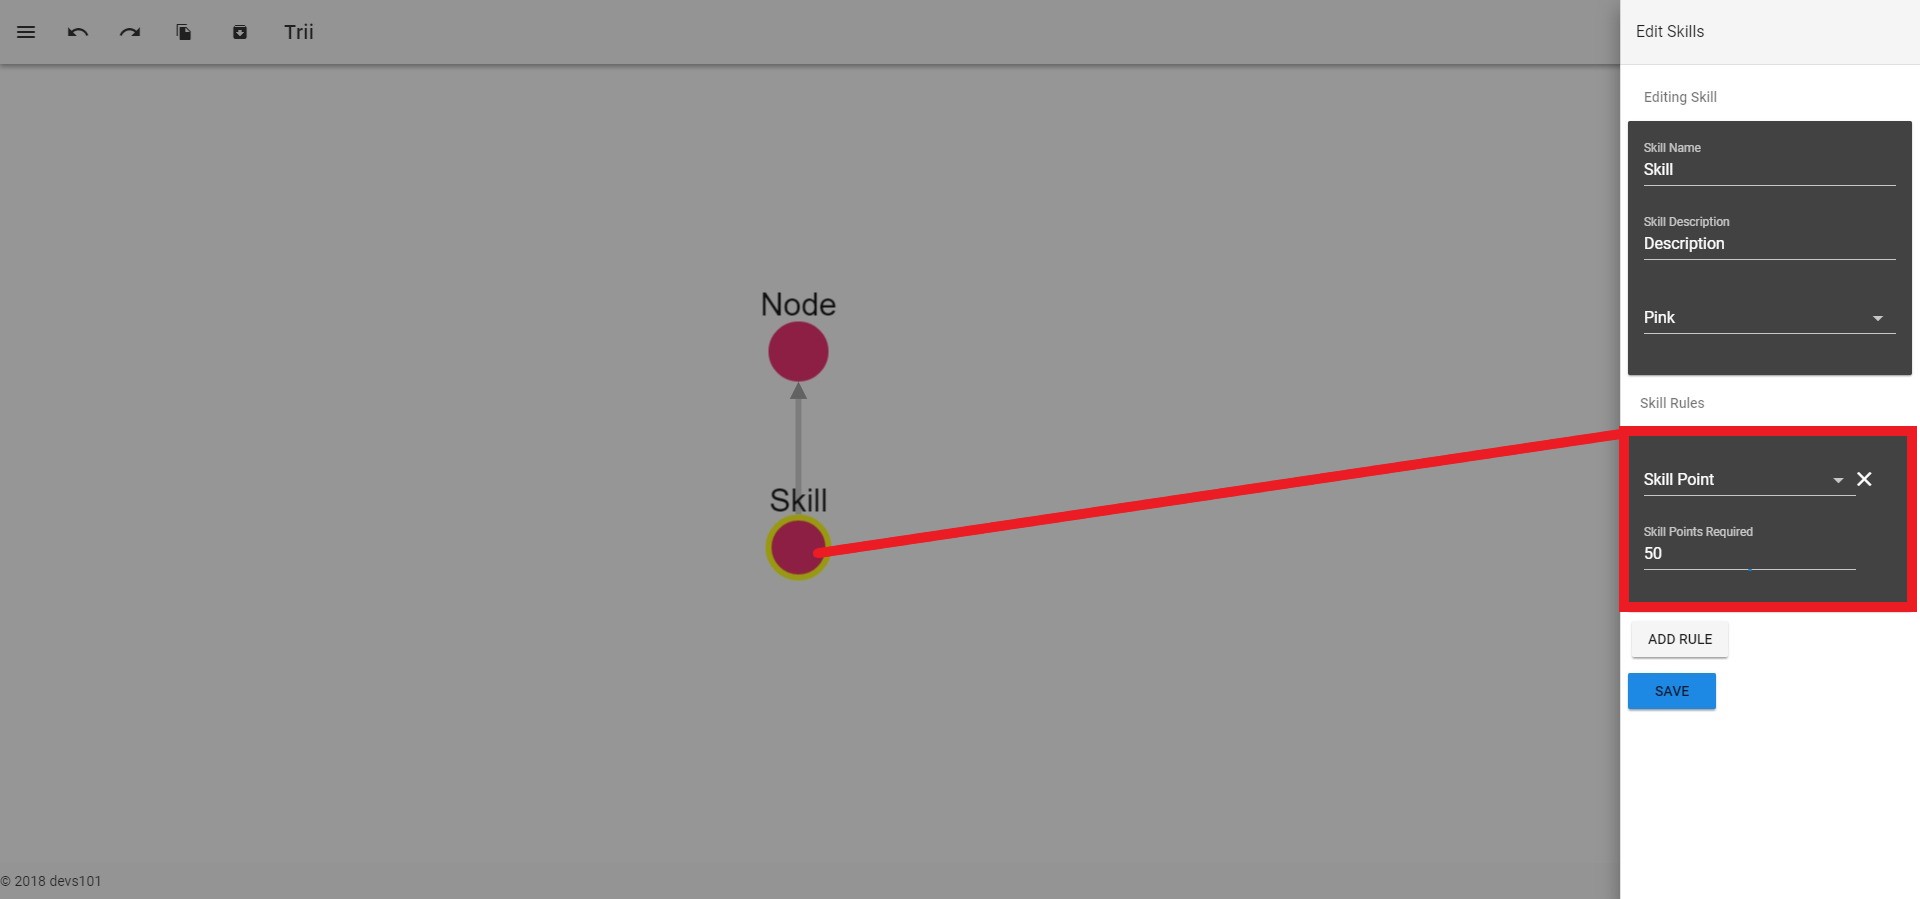 Trii
Edit Skills
Editing Skill
Skill Name
Skill
Skill Description
Description
Pink
Skill Rules
Skill Point
Skill Points Required
50
ADD RULE
SAVE
Node
Skill
© 2018 devs101